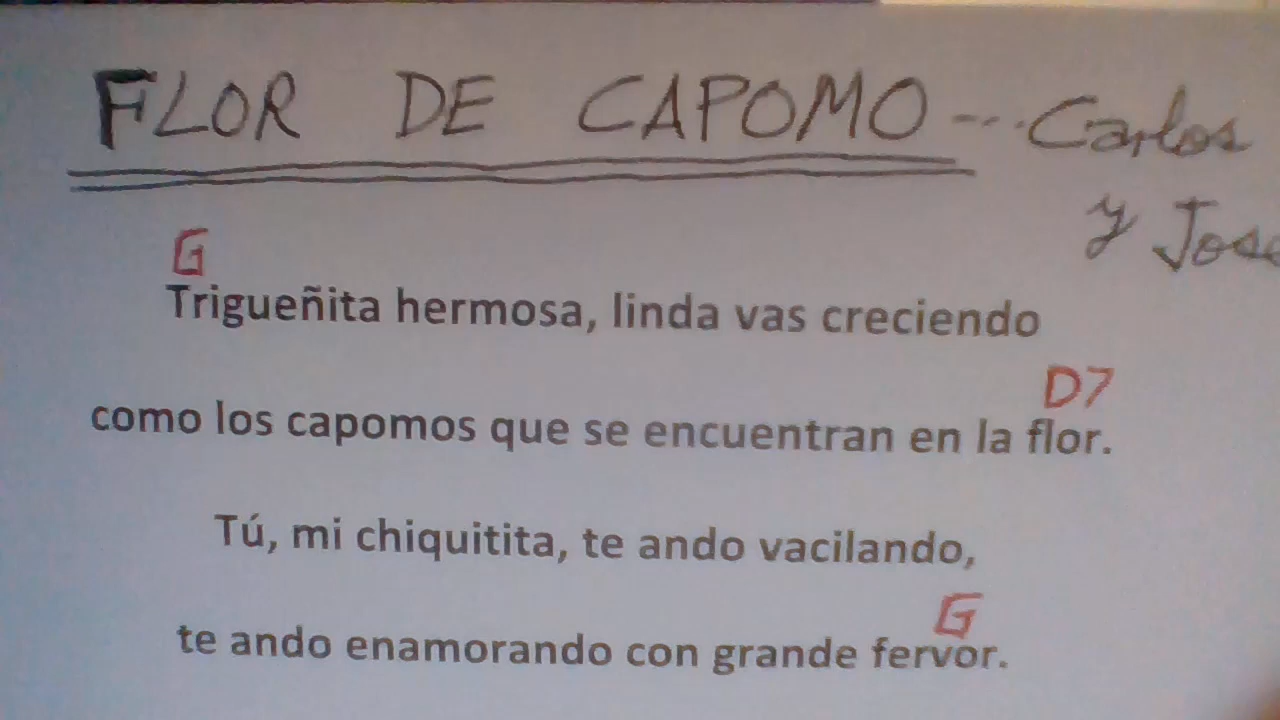 FLOR DE CAPOMO --- Carlos
y Jose
G
Trigueñita hermosa, linda vas creciendo
D7
como los capomos que se encuentran en la flor.
Tú, mi chiquitita, te ando vacilando,
G
te ando enamorando con grande fervor.